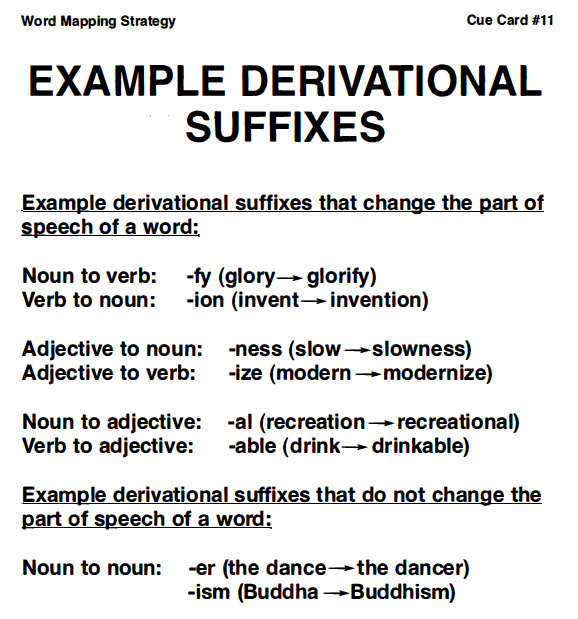 Word Mapping Strategy Cue Card #11
EXAMPLE DERIVATIONAL
SUFFIXES
Example derivational suffixes that change the part of
speech of a word:
Noun to verb: -fy (glory→ glorify)
Verb to noun: -ion (invent→ invention)
Adjective to noun: -ness (slow → slowness)
Adjective to verb: -ize (modern → modernize)
Noun to adjective: -al (recreation → recreational)
Verb to adjective: -able (drink→ drinkable)
Example derivational suffixes that do not change the
part of speech of a word:
Noun to noun: -er (the dance→ the dancer)
-ism (Buddha → Buddhism)